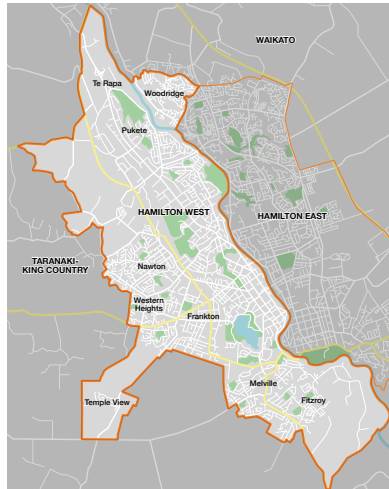 WAIKATO
Te Rapa
Woodridge
Pukete
HAMILTON WEST
HAMILTON EAST
TARANAKI-
KING COUNTRY
Nawton
Western
Heights
Frankton
Melville
Temple View
Fitzroy